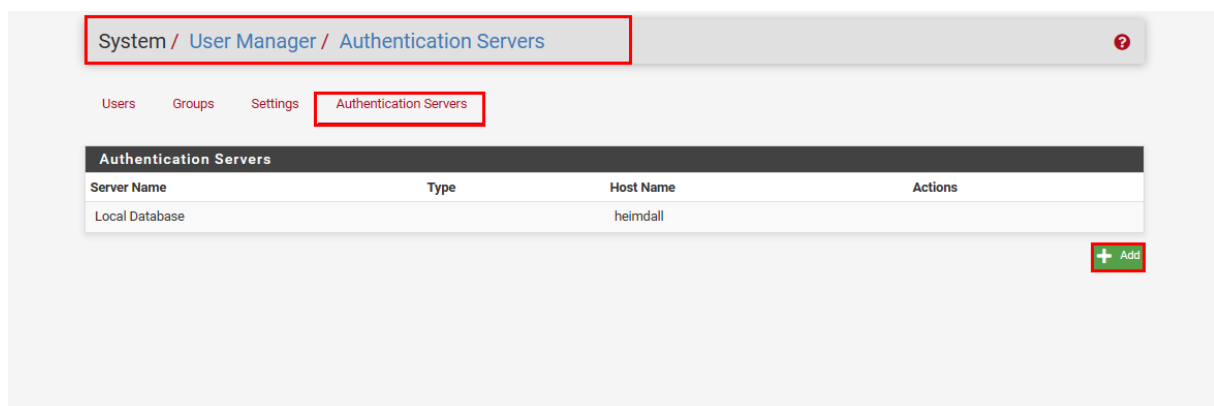 System / User Manager / Authentication Servers
Users Groups Settings Authentication Servers
Authentication Servers
Server Name Type Host Name Actions
Local Database heimdall
Add